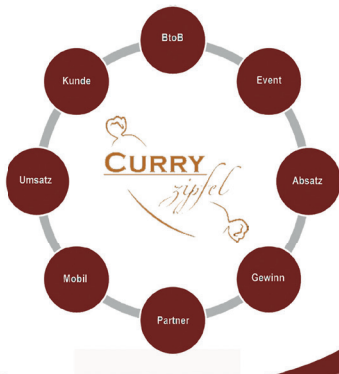 BtoB
Kunde
Event
CURRY
zipfel
Umsatz
Absatz
Mobil
Gewinn
Partner